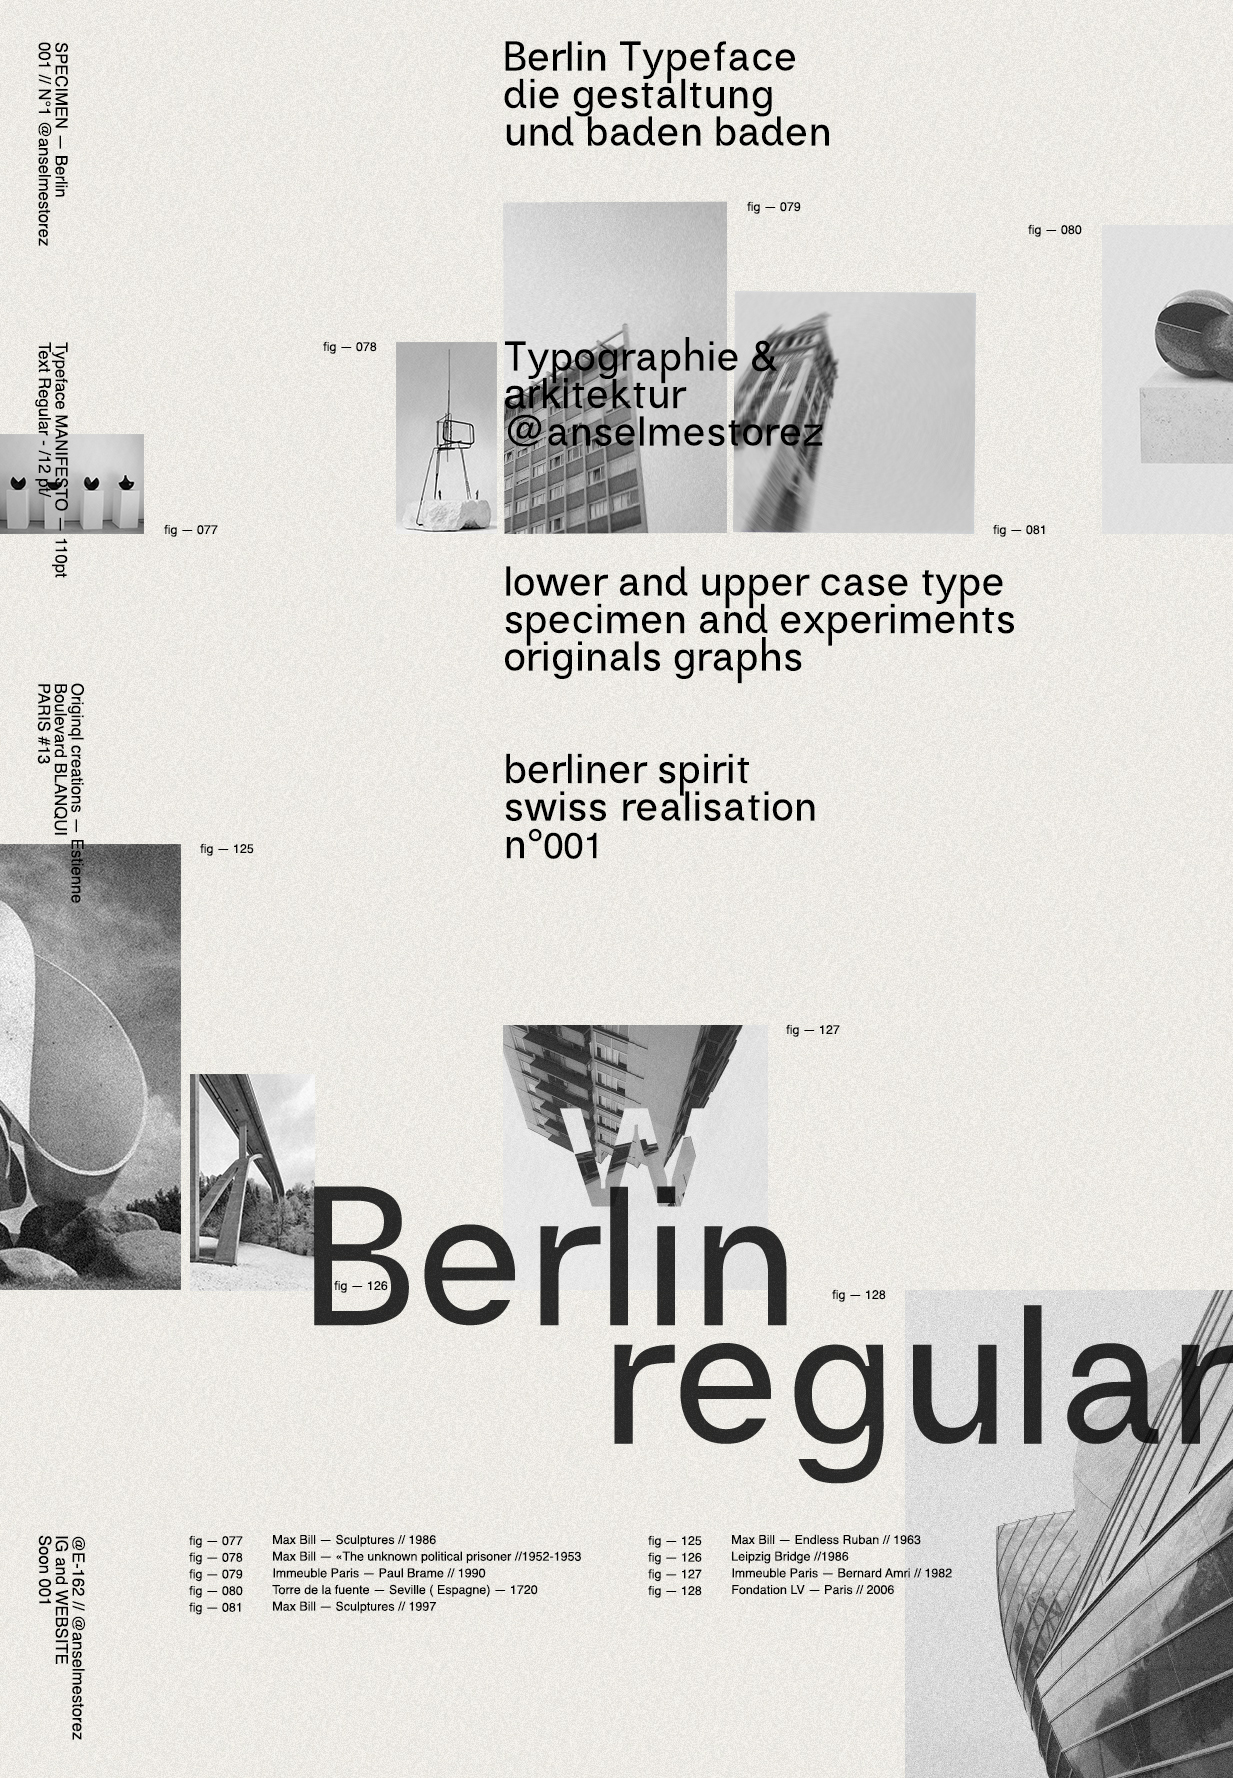 SPECIMEN — Berlin
001 // N°1 @anselmestorez
Berlin Typeface
die gestaltung
und baden baden
fig — 079
fig — 080
fig — 078
Typographie &
arkitektur
@anselmestorez
Typeface MANIFESTO — 110pt
Text Regular - /12 pt/
fig — 077
fig — 081
lower and upper case type
specimen and experiments
originals graphs
Originql creations — Estienne
Boulevard BLANQUI
PARIS #13
berliner spirit
swiss realisation
n°001
fig — 125
fig — 127
W
Berlin
fig — 126
fig — 128
regular
@E-162 // @anselmestorez
IG and WEBSITE
Soon 001
fig — 077 Max Bill — Sculptures // 1986
fig — 078 Max Bill — «The unknown political prisoner //1952-1953
fig — 079 Immeuble Paris — Paul Brame // 1990
fig — 080 Torre de la fuente — Seville ( Espagne) — 1720
fig — 081 Max Bill — Sculptures // 1997
fig — 125 Max Bill — Endless Ruban // 1963
fig — 126 Leipzig Bridge //1986
fig — 127 Immeuble Paris — Bernard Amri // 1982
fig — 128 Fondation LV — Paris // 2006